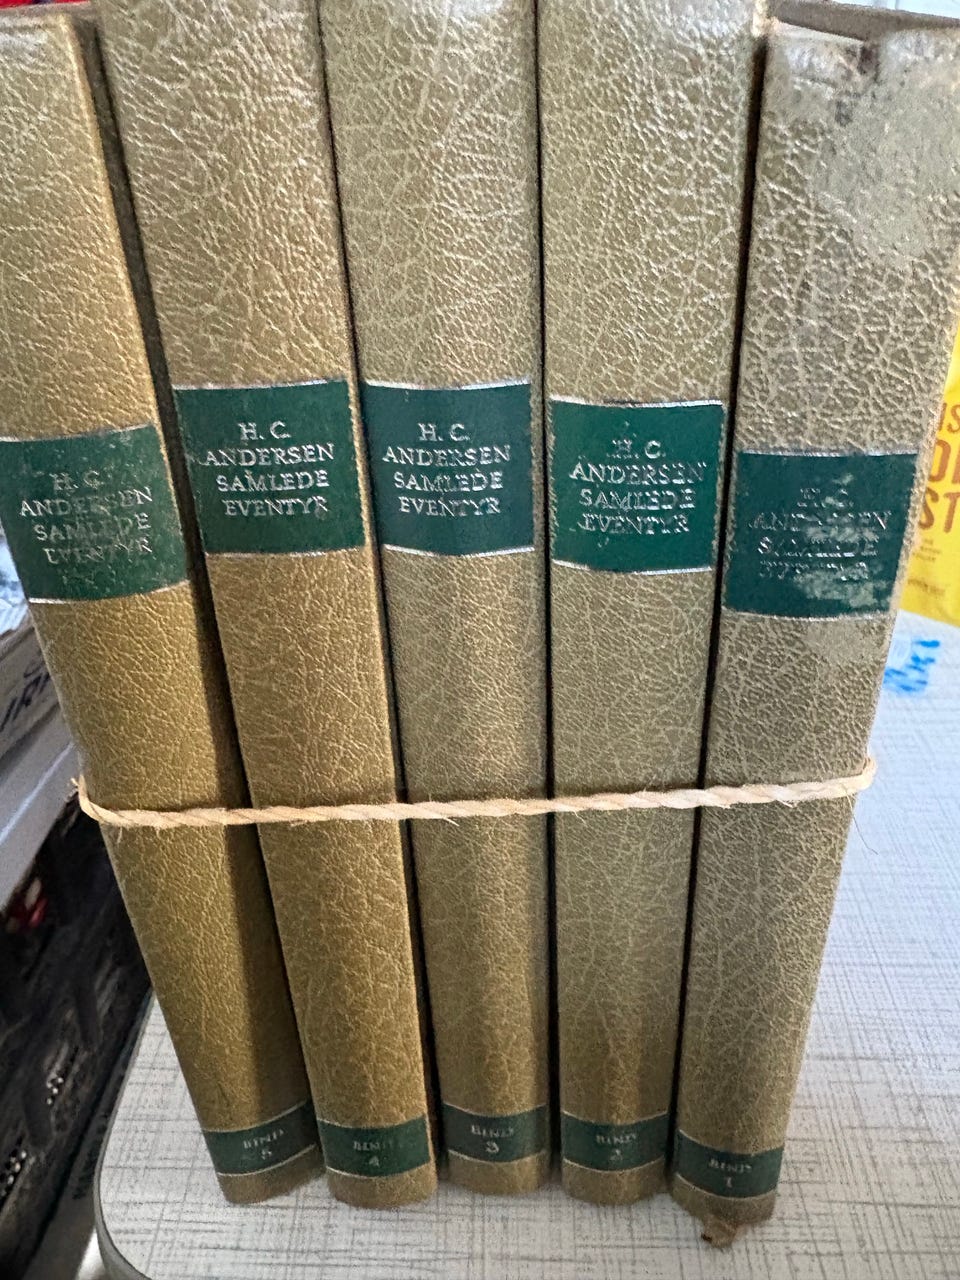 H. C.
ANDERSEN
SAMLEDE
EVENTYR
BIND
5
H. C.
ANDERSEN
SAMLEDE
EVENTYR
BIND
4
H. C.
ANDERSEN
SAMLEDE
EVENTYR
BIND
3
H. C.
ANDERSEN
SAMLEDE
EVENTYR
BIND
2
H. C.
ANDERSEN
SAMLEDE
EVENTYR
BIND
1